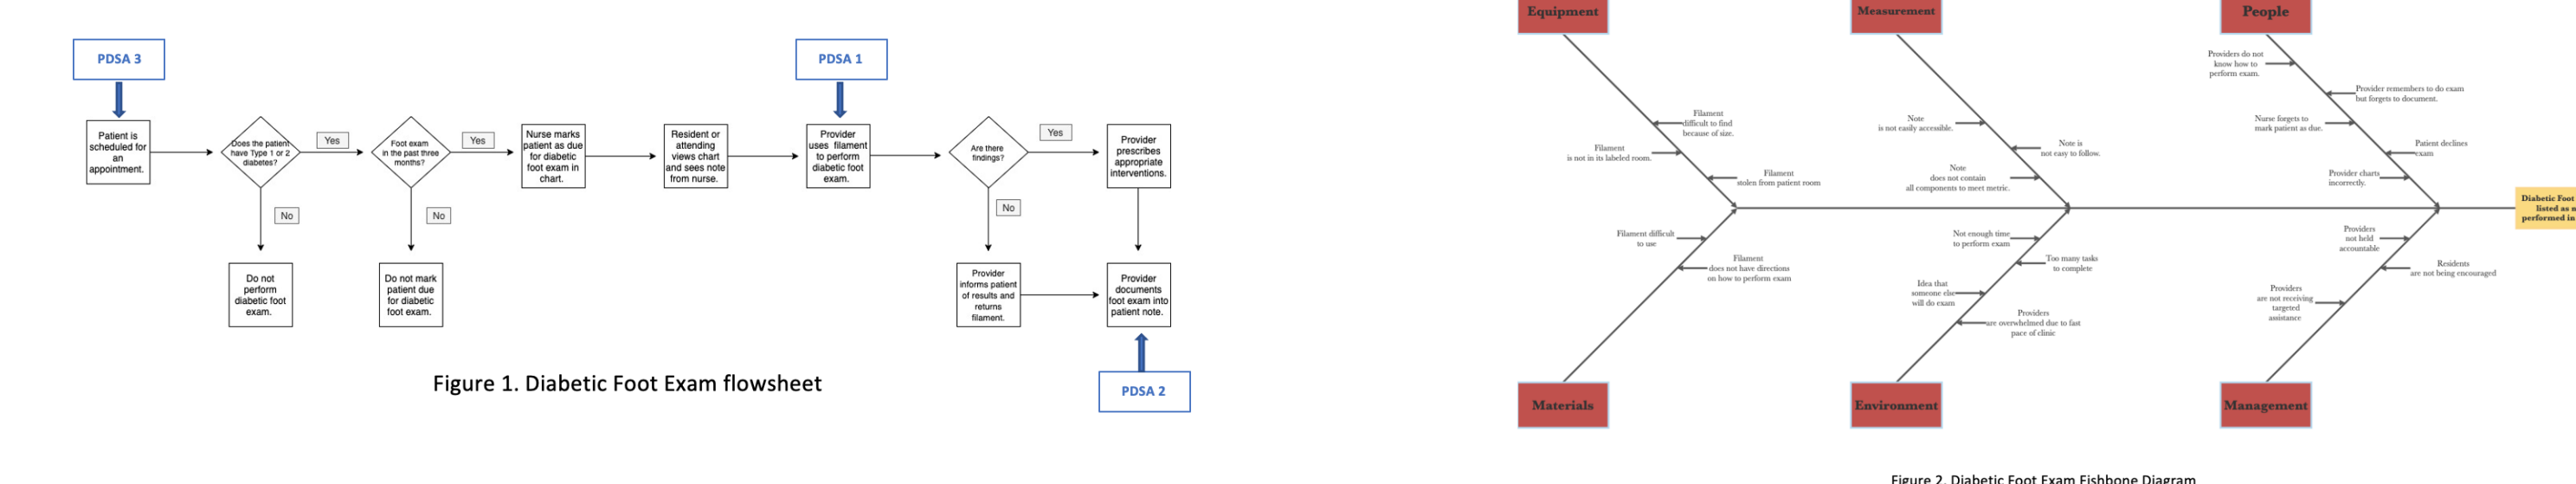 PDSA 3
PDSA 1
Patient is
scheduled for
an
appointment.
Does the patient
have Type 1 or 2
diabetes?
Yes
No
Do not
perform
diabetic foot
exam.
Foot exam
in the past three
months?
Yes
No
Do not mark
patient due
for diabetic
foot exam.
Nurse marks
patient as due
for diabetic
foot exam in
chart.
Resident or
attending
views chart
and sees note
from nurse.
Provider
uses filament
to perform
diabetic foot
exam.
Are there
findings?
Yes
No
Provider
prescribes
appropriate
interventions.
Provider
informs patient
of results and
returns
filament.
Provider
documents
foot exam into
patient note.
PDSA 2
Figure 1. Diabetic Foot Exam flowsheet
Equipment
Filament
difficult to find
because of size.
Filament
is not in its labeled room.
Filament
stolen from patient room
Measurement
Note
is not easily accessible.
Note is
not easy to follow.
Note
does not contain
all components to meet metric.
People
Providers do not
know how to
perform exam.
Provider remembers to do exam
but forgets to document.
Nurse forgets to
mark patient as due.
Patient declines
exam
Provider charts
incorrectly.
Diabetic Foot
listed as
performed in
Filament difficult
to use
Filament
does not have directions
on how to perform exam
Materials
Not enough time
to perform exam
Too many tasks
to complete
Idea that
someone else
will do exam
Providers
are overwhelmed due to fast
pace of clinic
Environment
Providers
not held
accountable
Residents
are not being encouraged
Providers
are not receiving
targeted
assistance
Management
Figure 2. Diabetic Foot Exam Fishbone Diagram